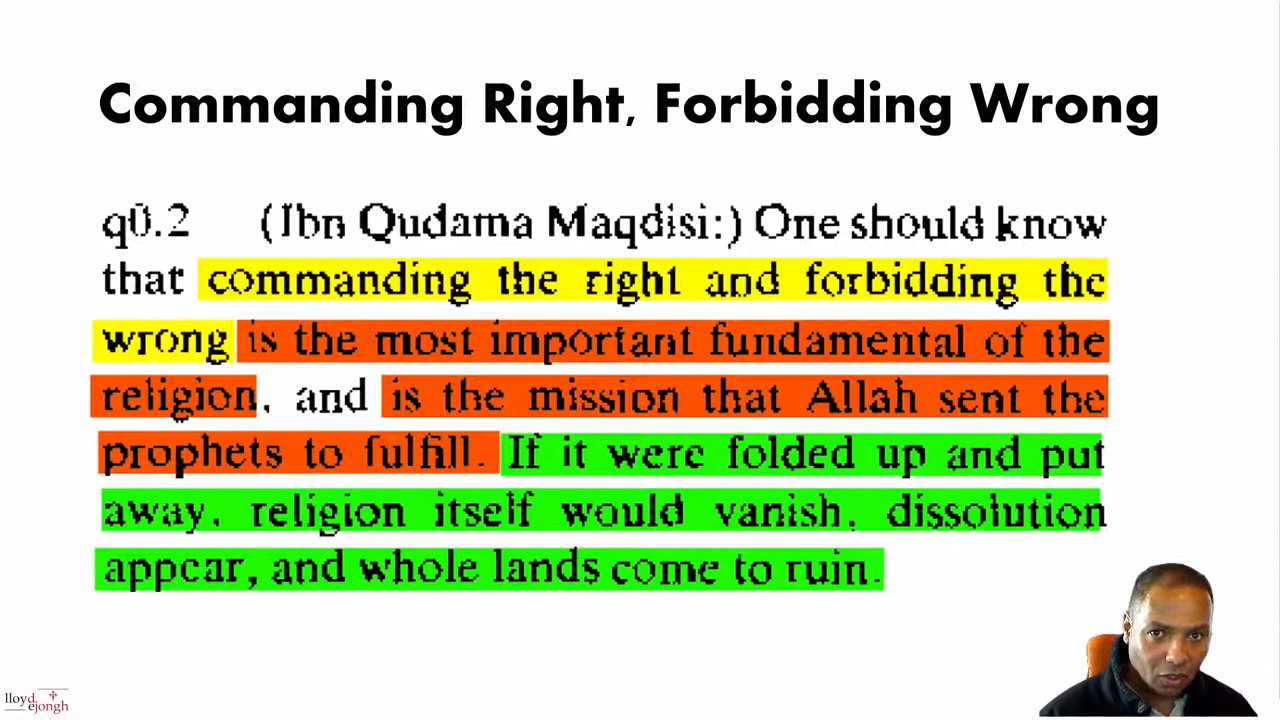 Commanding Right, Forbidding Wrong
q0.2 (Ibn Qudama Maqdisi:) One should know
that commanding the right and forbidding the
wrong is the most important fundamental of the
religion, and is the mission that Allah sent the
prophets to fulfill. If it were folded up and put
away, religion itself would vanish, dissolution
appear, and whole lands come to ruin.
lloyd
ejongh